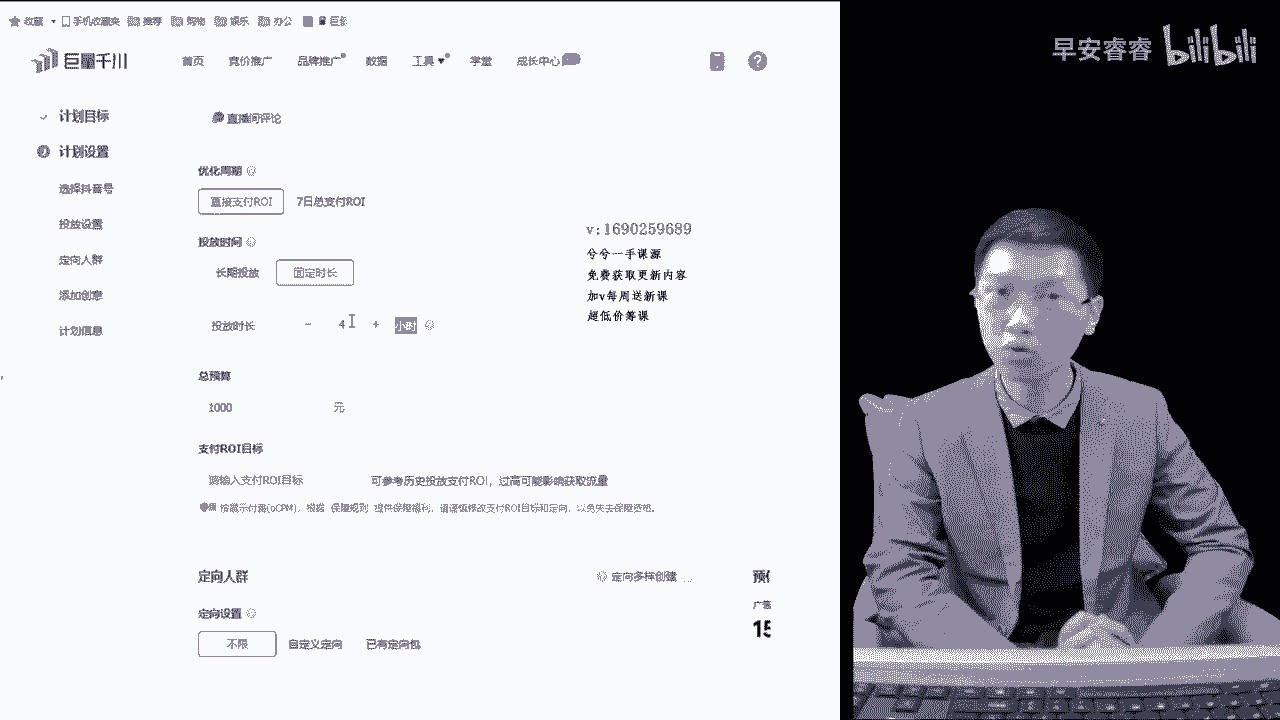 收藏 手机收藏夹 推荐 购物 娱乐 办公
巨量千川 首页 竞价推广 品牌推广 数据 工具 学堂 成长中心
早安睿睿 bilibili
计划目标
计划设置
选择抖音号
投放设置
定向人群
添加创意
计划信息
直播间评论
优化周期
直接支付ROI 7日总支付ROI
投放时间
长期投放 固定时长
投放时长 - 4 + 小时
总预算
1000 元
支付ROI目标
请输入支付ROI目标 可参考历史投放支付ROI，过高可能影响获取流量
按展示付费(oCPM)，根据 保障规则 提供保障福利，请谨慎修改支付ROI目标和定向，以免失去保障资格。
定向人群 定向多样创建
定向设置
不限 自定义定向 已有定向包
v:1690259689
兮兮一手课源
免费获取更新内容
加v每周送新课
超低价筹课